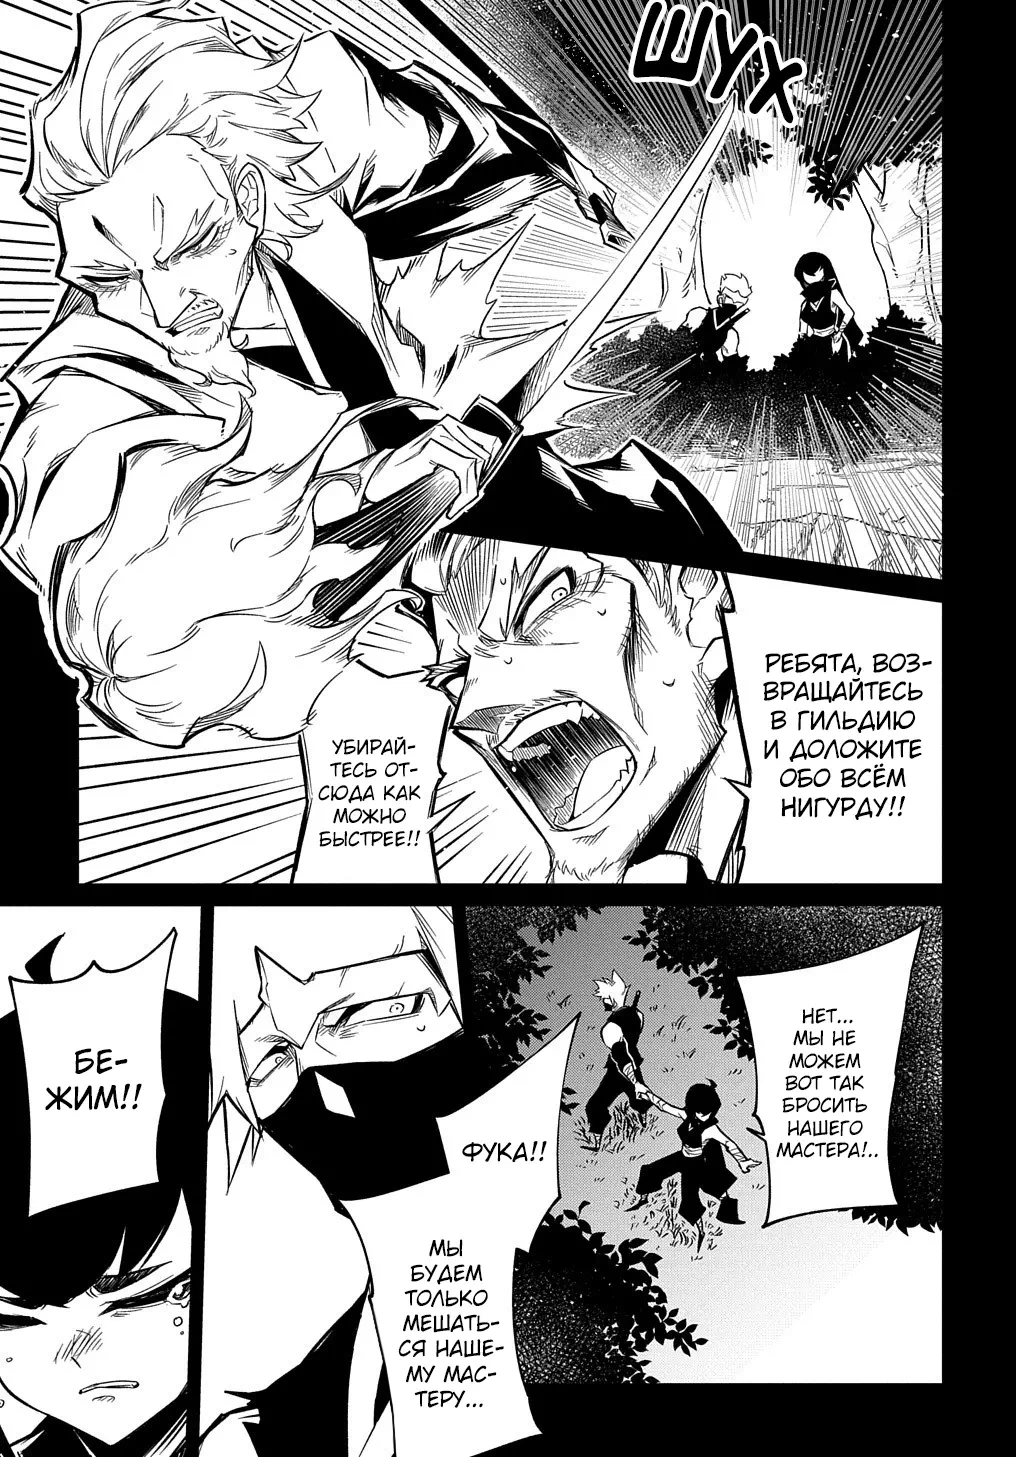 ШУХ
РЕБЯТА, ВОЗ-
ВРАЩАЙТЕСЬ
В ГИЛЬДИЮ
И ДОЛОЖИТЕ
ОБО ВСЁМ
НИГУРДУ!!
УБИРАЙ-
ТЕСЬ ОТ-
СЮДА КАК
МОЖНО
БЫСТРЕЕ!!
НЕТ...
МЫ НЕ
МОЖЕМ
ВОТ ТАК
БРОСИТЬ
НАШЕГО
МАСТЕРА!..
ФУКА!!
МЫ
БУДЕМ
ТОЛЬКО
МЕШАТЬ-
СЯ НАШЕ-
МУ МАС-
ТЕРУ...
БЕ-
ЖИМ!!